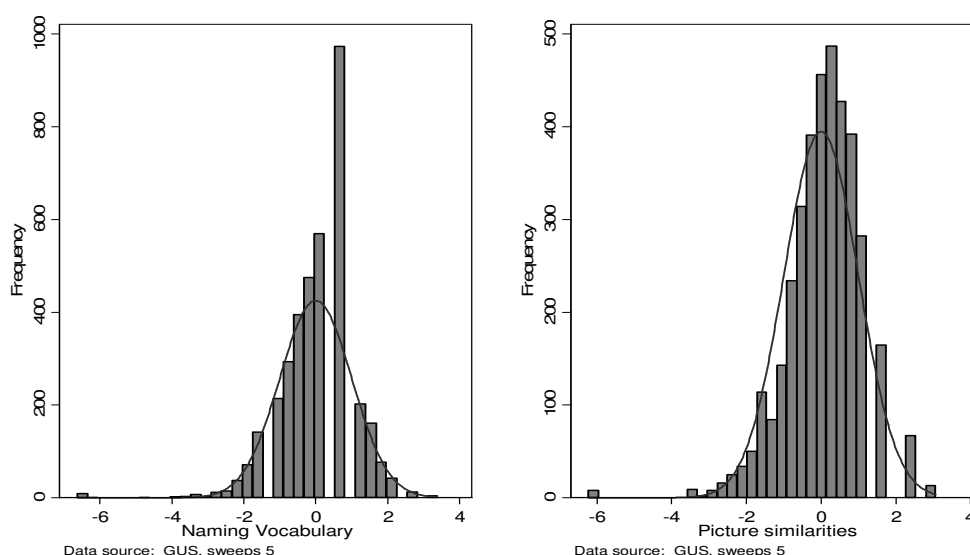 1000
800
600
400
200
0
Frequency
-6 -4 -2 0 2 4
Naming Vocabulary
Data source: GUS, sweeps 5
500
400
300
200
100
0
Frequency
-6 -4 -2 0 2 4
Picture similarities
Data source: GUS, sweeps 5